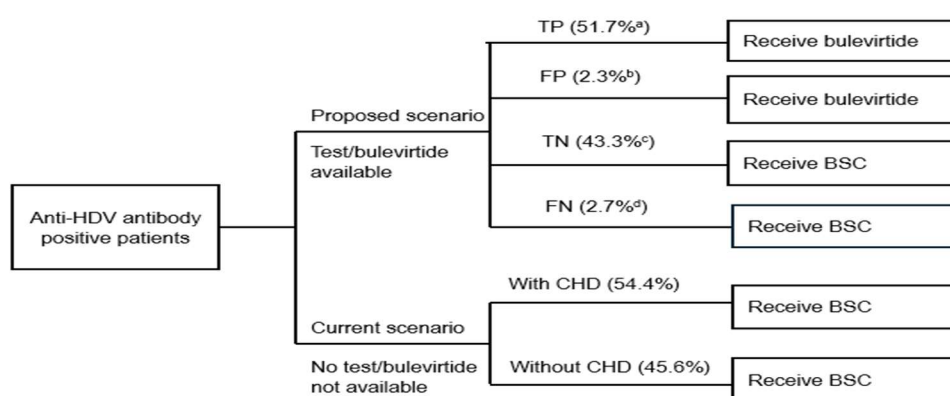 Anti-HDV antibody
positive patients
Proposed scenario
Test/bulevirtide
available
TP (51.7%ᵃ)
Receive bulevirtide
FP (2.3%ᵇ)
Receive bulevirtide
TN (43.3%ᶜ)
Receive BSC
FN (2.7%ᵈ)
Receive BSC
Current scenario
No test/bulevirtide
not available
With CHD (54.4%)
Receive BSC
Without CHD (45.6%)
Receive BSC